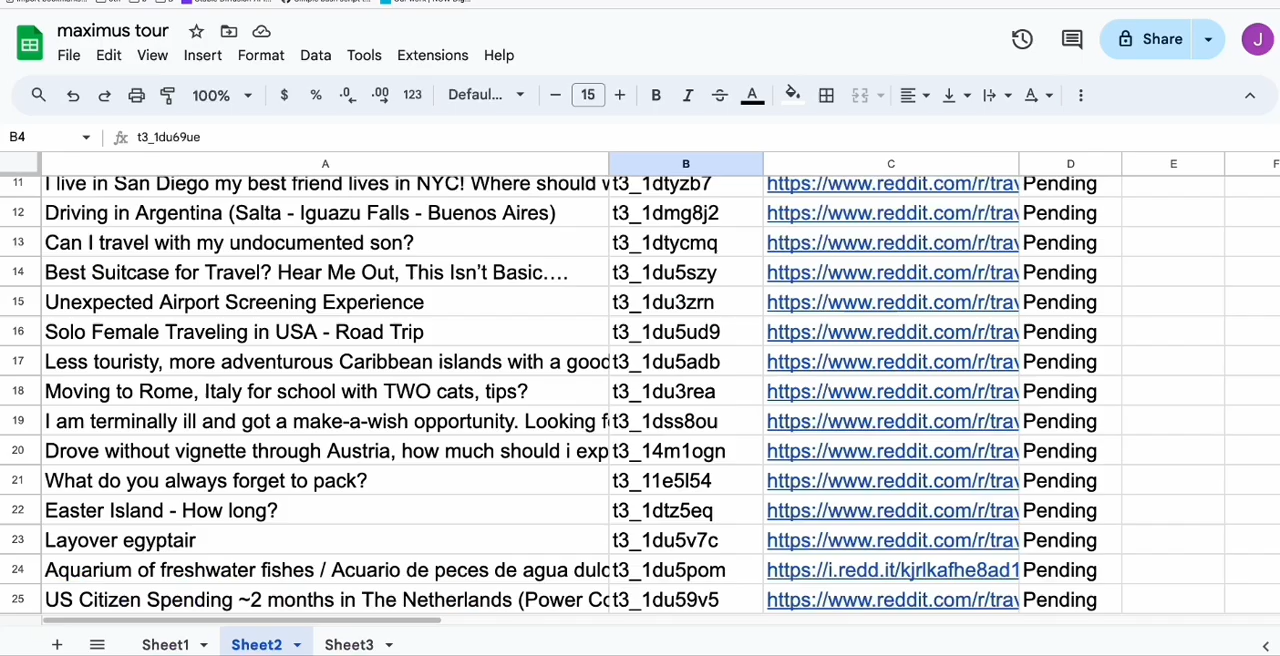 maximus tour
File Edit View Insert Format Data Tools Extensions Help
Share
J
100% $ % .0 .00 123 Defaul... 15 B I A
B4 fx t3_1du69ue
A B C D E F
11 I live in San Diego my best friend lives in NYC! Where should t3_1dtyzb7 https://www.reddit.com/r/trav Pending
12 Driving in Argentina (Salta - Iguazu Falls - Buenos Aires) t3_1dmg8j2 https://www.reddit.com/r/trav Pending
13 Can I travel with my undocumented son? t3_1dtycmq https://www.reddit.com/r/trav Pending
14 Best Suitcase for Travel? Hear Me Out, This Isn’t Basic…. t3_1du5szy https://www.reddit.com/r/trav Pending
15 Unexpected Airport Screening Experience t3_1du3zrn https://www.reddit.com/r/trav Pending
16 Solo Female Traveling in USA - Road Trip t3_1du5ud9 https://www.reddit.com/r/trav Pending
17 Less touristy, more adventurous Caribbean islands with a good t3_1du5adb https://www.reddit.com/r/trav Pending
18 Moving to Rome, Italy for school with TWO cats, tips? t3_1du3rea https://www.reddit.com/r/trav Pending
19 I am terminally ill and got a make-a-wish opportunity. Looking f t3_1dss8ou https://www.reddit.com/r/trav Pending
20 Drove without vignette through Austria, how much should i exp t3_14m1ogn https://www.reddit.com/r/trav Pending
21 What do you always forget to pack? t3_11e5l54 https://www.reddit.com/r/trav Pending
22 Easter Island - How long? t3_1dtz5eq https://www.reddit.com/r/trav Pending
23 Layover egyptair t3_1du5v7c https://www.reddit.com/r/trav Pending
24 Aquarium of freshwater fishes / Acuario de peces de agua dulc t3_1du5pom https://i.redd.it/kjrlkafhe8ad1 Pending
25 US Citizen Spending ~2 months in The Netherlands (Power Co t3_1du59v5 https://www.reddit.com/r/trav Pending
Sheet1 Sheet2 Sheet3